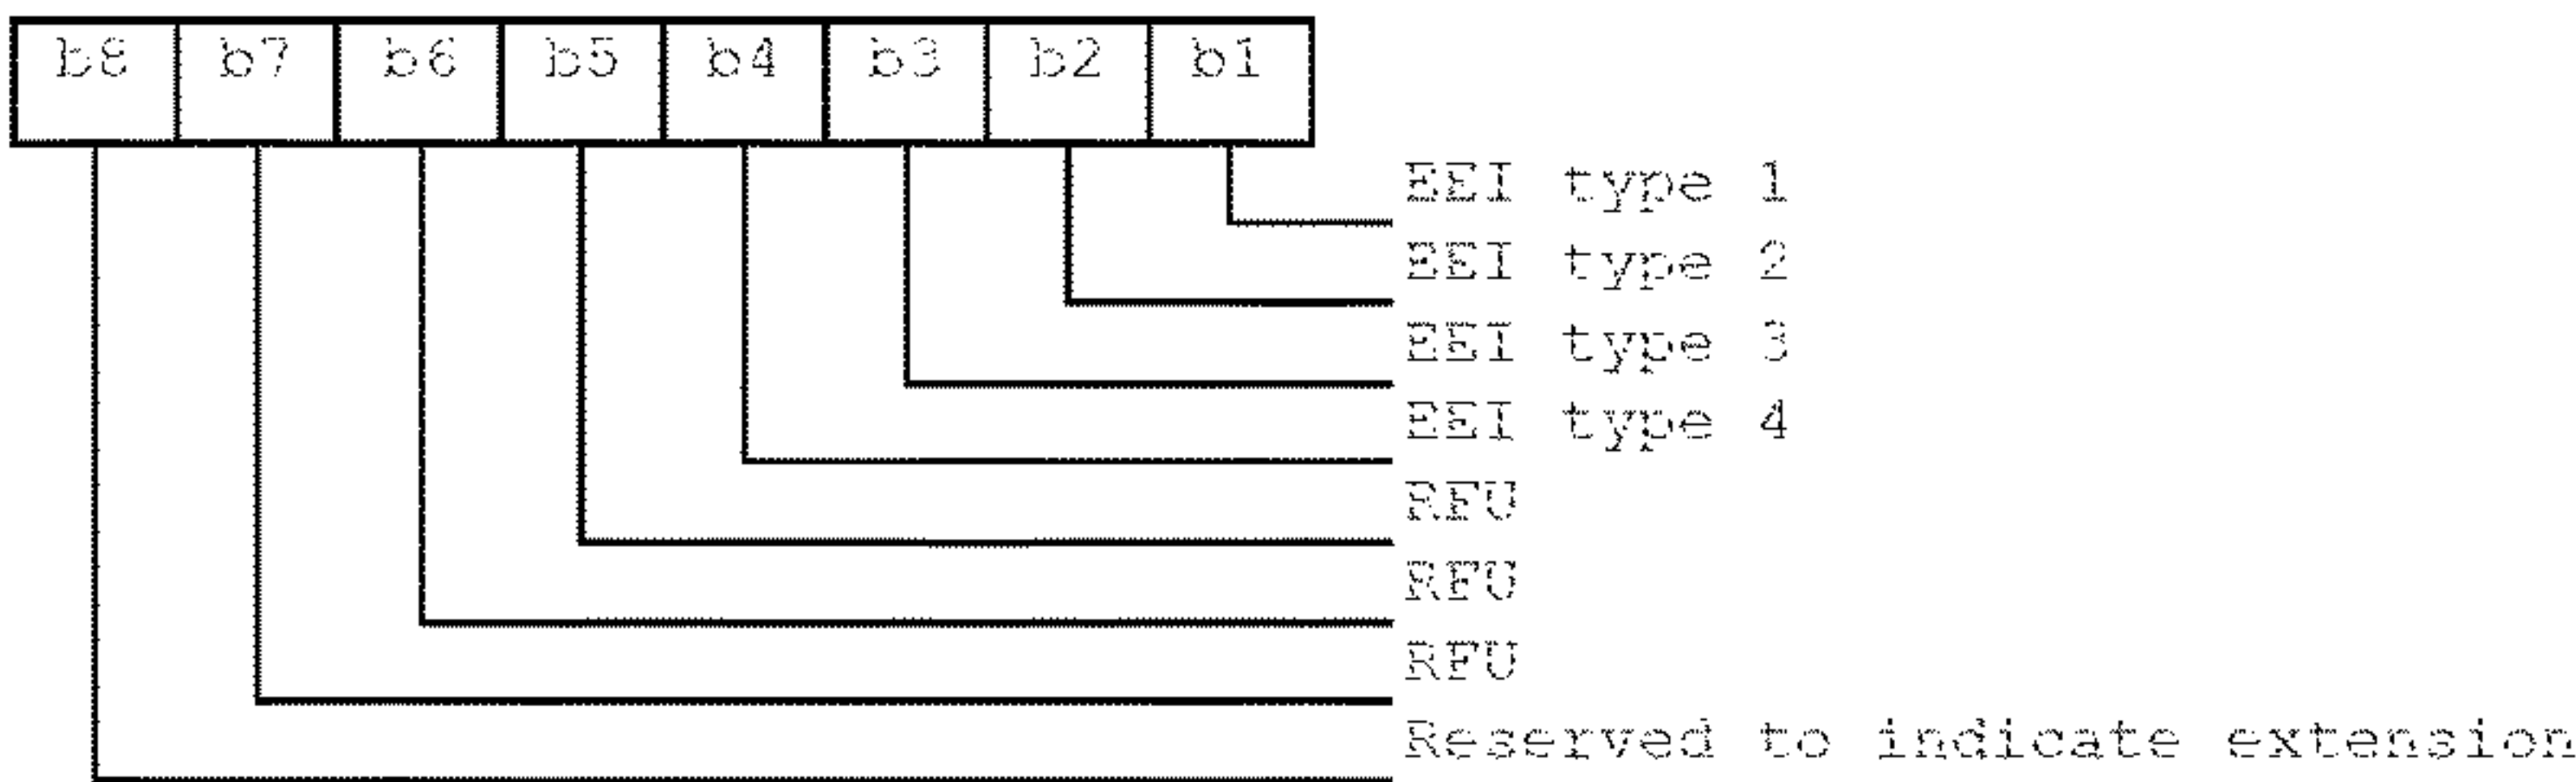 b8 b7 b6 b5 b4 b3 b2 b1
EEI type 1
EEI type 2
EEI type 3
EEI type 4
RFU
RFU
RFU
Reserved to indicate extension